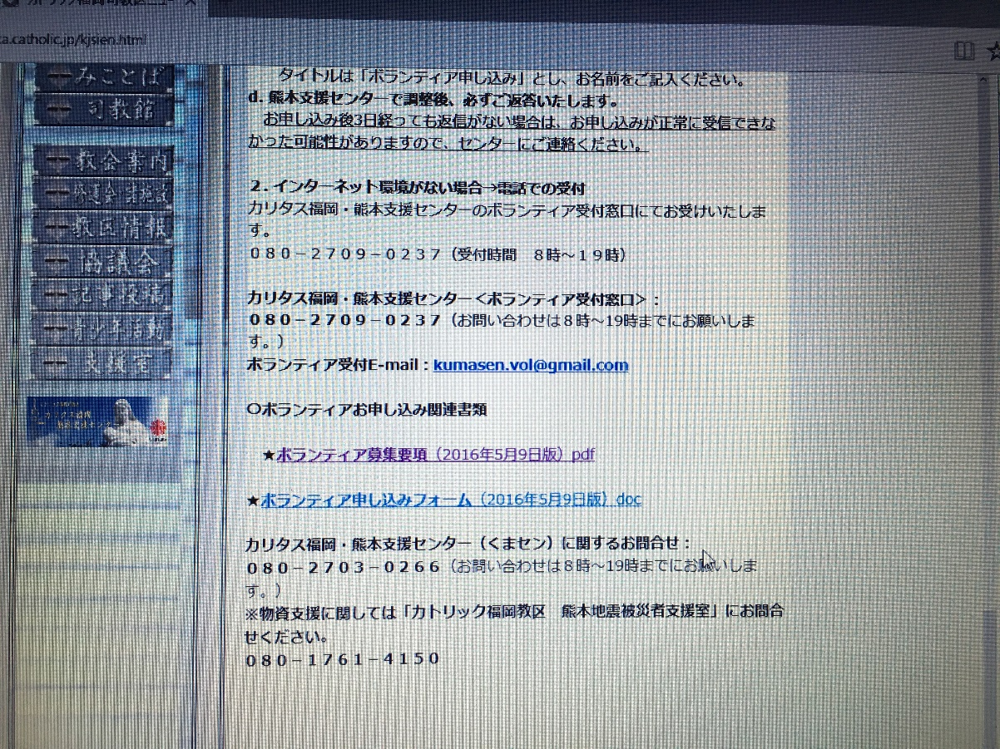 a.catholic.jp/kjsien.html
みことば
司教館
教会案内
修道会・諸施設
教区情報
協議会
記事投稿
青少年活動
支援室
タイトルは「ボランティア申し込み」とし、お名前をご記入ください。
d. 熊本支援センターで調整後、必ずご返答いたします。
お申し込み後3日経っても返信がない場合は、お申し込みが正常に受信できな
かった可能性がありますので、センターにご連絡ください。
２. インターネット環境がない場合→電話での受付
カリタス福岡・熊本支援センターのボランティア受付窓口にてお受けいたしま
す。
０８０－２７０９－０２３７（受付時間　８時～１９時）
カリタス福岡・熊本支援センター＜ボランティア受付窓口＞：
０８０－２７０９－０２３７（お問い合わせは８時～19時までにお願いしま
す。）
ボランティア受付E-mail：kumasen.vol@gmail.com
〇ボランティアお申し込み関連書類
★ボランティア募集要項（2016年5月9日版）pdf
★ボランティア申し込みフォーム（2016年5月9日版）doc
カリタス福岡・熊本支援センター（くまセン）に関するお問合せ：
０８０－２７０３－０２６６（お問い合わせは８時～19時までにお願いしま
す。）
※物資支援に関しては「カトリック福岡教区　熊本地震被災者支援室」にお問合
せください。
０８０－１７６１－４１５０